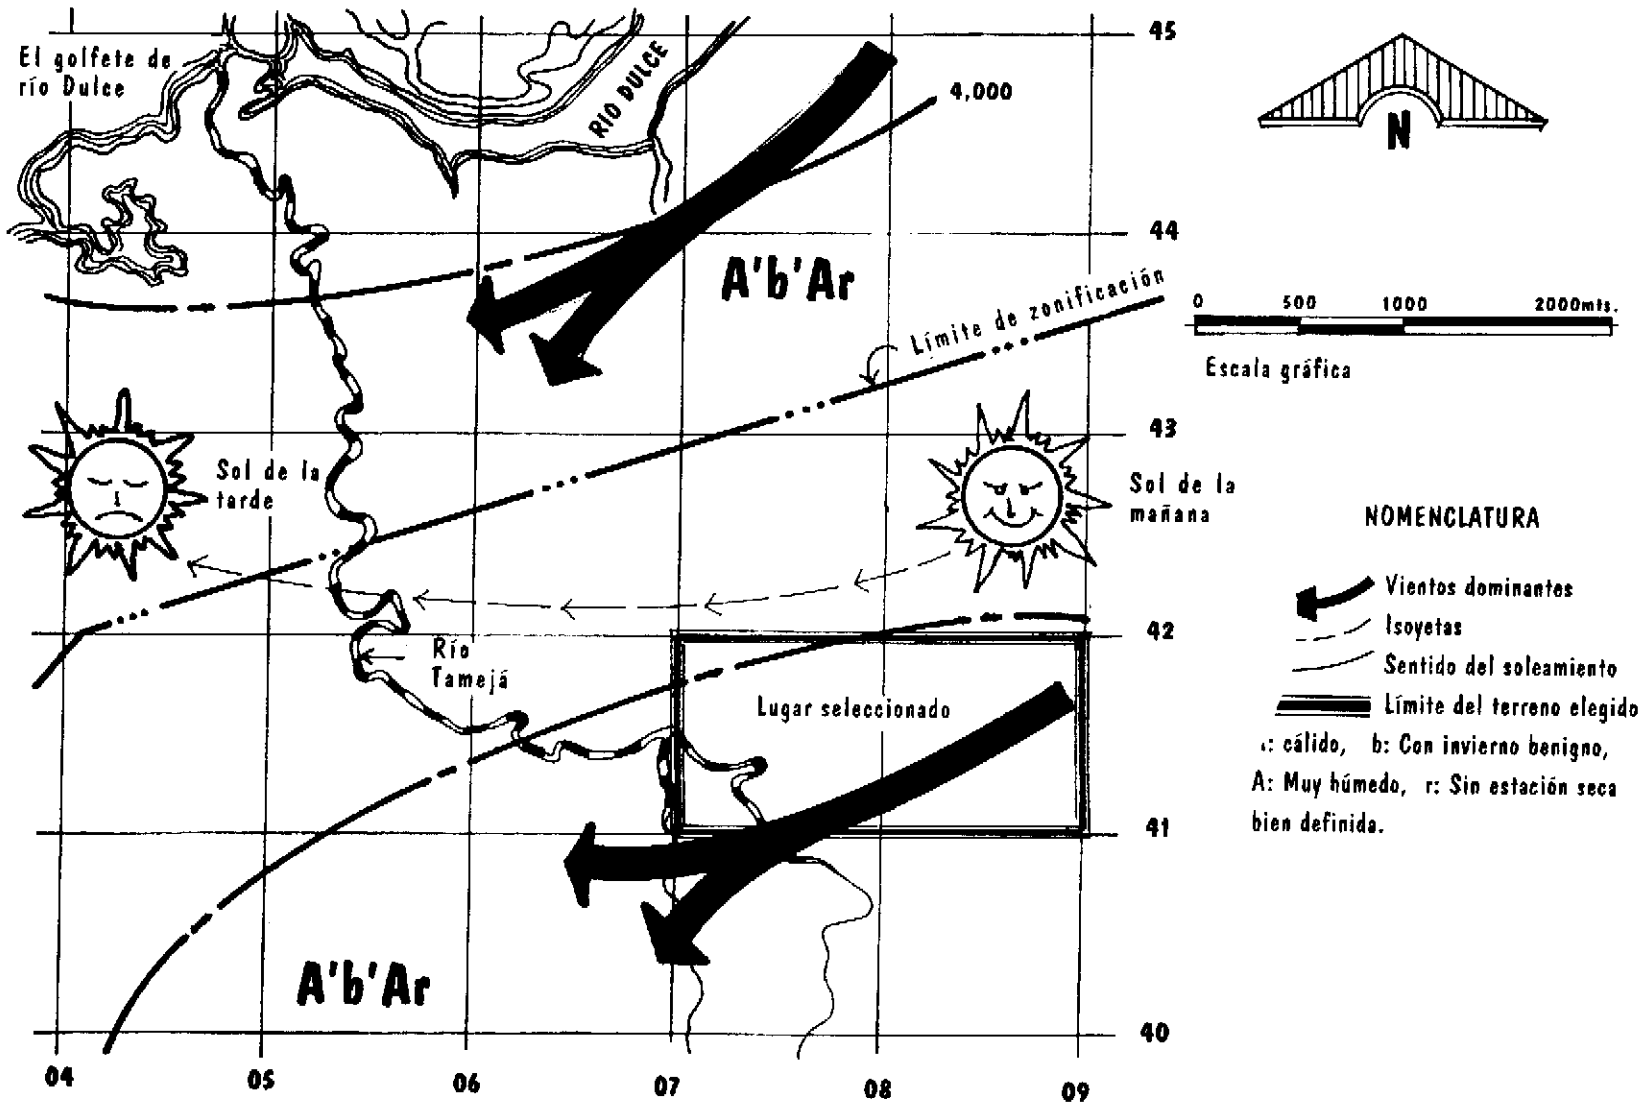 El golfete de
río Dulce
RIO DULCE
4,000
45
N
44
A'b'Ar
Límite de zonificación
0 500 1000 2000mts.
Escala gráfica
43
Sol de la
tarde
Sol de la
mañana
NOMENCLATURA
Vientos dominantes
Isoyetas
Sentido del soleamiento
Límite del terreno elegido
: cálido, b: Con invierno benigno,
A: Muy húmedo, r: Sin estación seca
bien definida.
42
Río
Tamejá
Lugar seleccionado
41
A'b'Ar
40
04 05 06 07 08 09